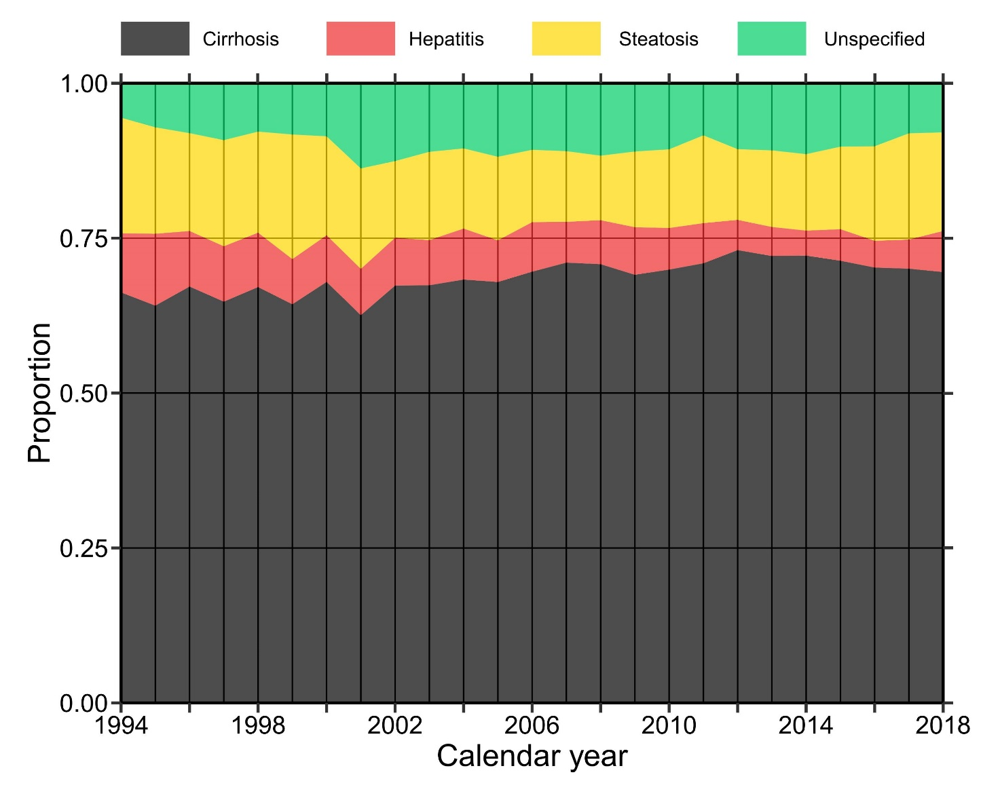 Cirrhosis Hepatitis Steatosis Unspecified
1.00
0.75
0.50
0.25
0.00
Proportion
1994 1998 2002 2006 2010 2014 2018
Calendar year